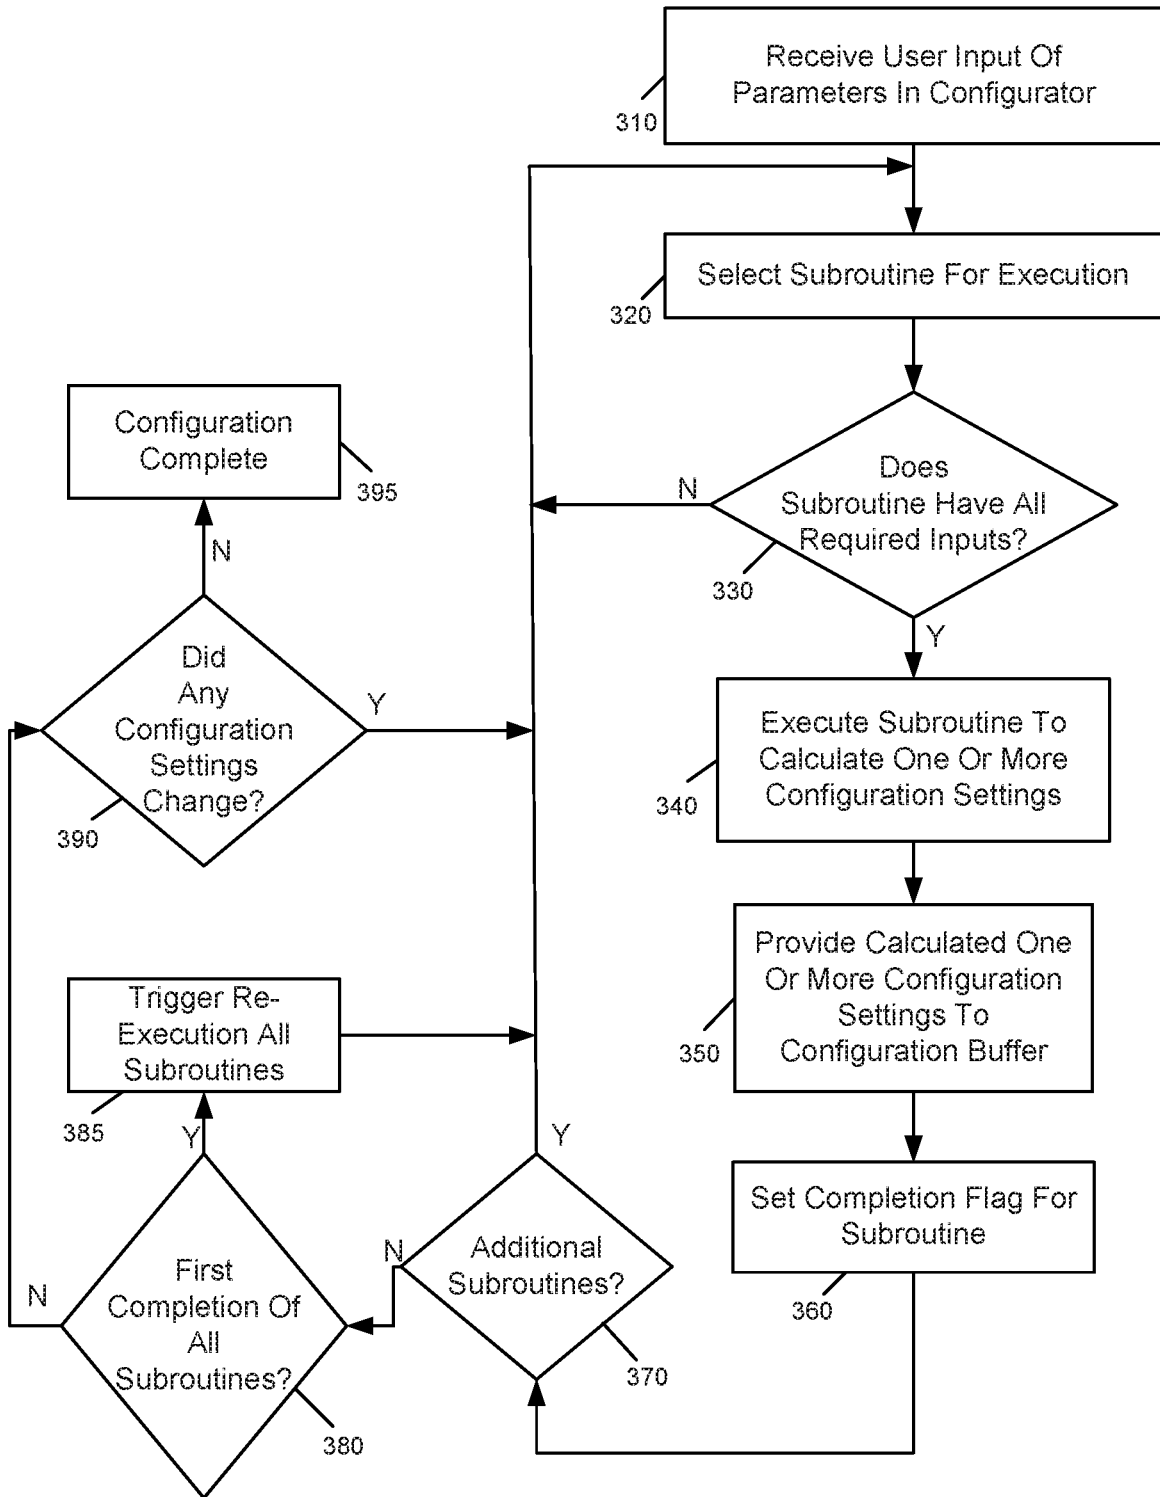 Receive User Input Of
Parameters In Configurator
310
Select Subroutine For Execution
320
Does
Subroutine Have All
Required Inputs?
N
330
Y
Execute Subroutine To
Calculate One Or More
Configuration Settings
340
Provide Calculated One
Or More Configuration
Settings To
Configuration Buffer
350
Set Completion Flag For
Subroutine
360
Additional
Subroutines?
Y
N
370
First
Completion Of
All
Subroutines?
Y
N
380
Trigger Re-
Execution All
Subroutines
385
Did
Any
Configuration
Settings
Change?
Y
N
390
Configuration
Complete
395